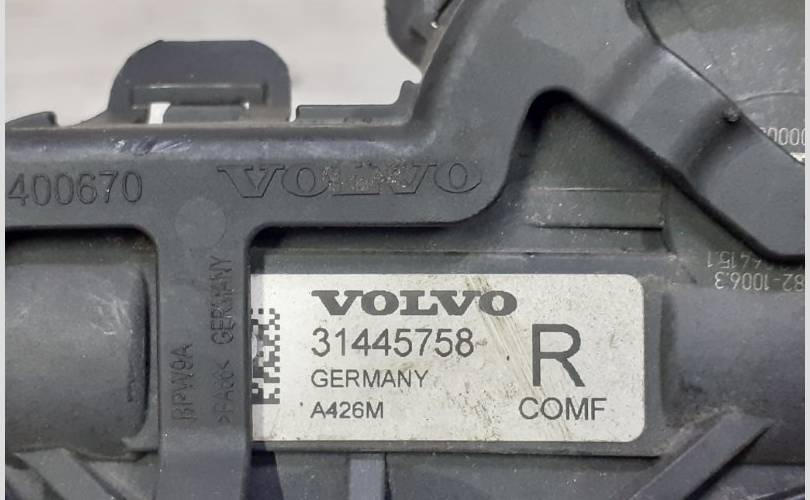 400670
VOLVO
GERMANY
BPW9A
VOLVO
31445758
R
GERMANY
A426M
COMF
82-1006.3